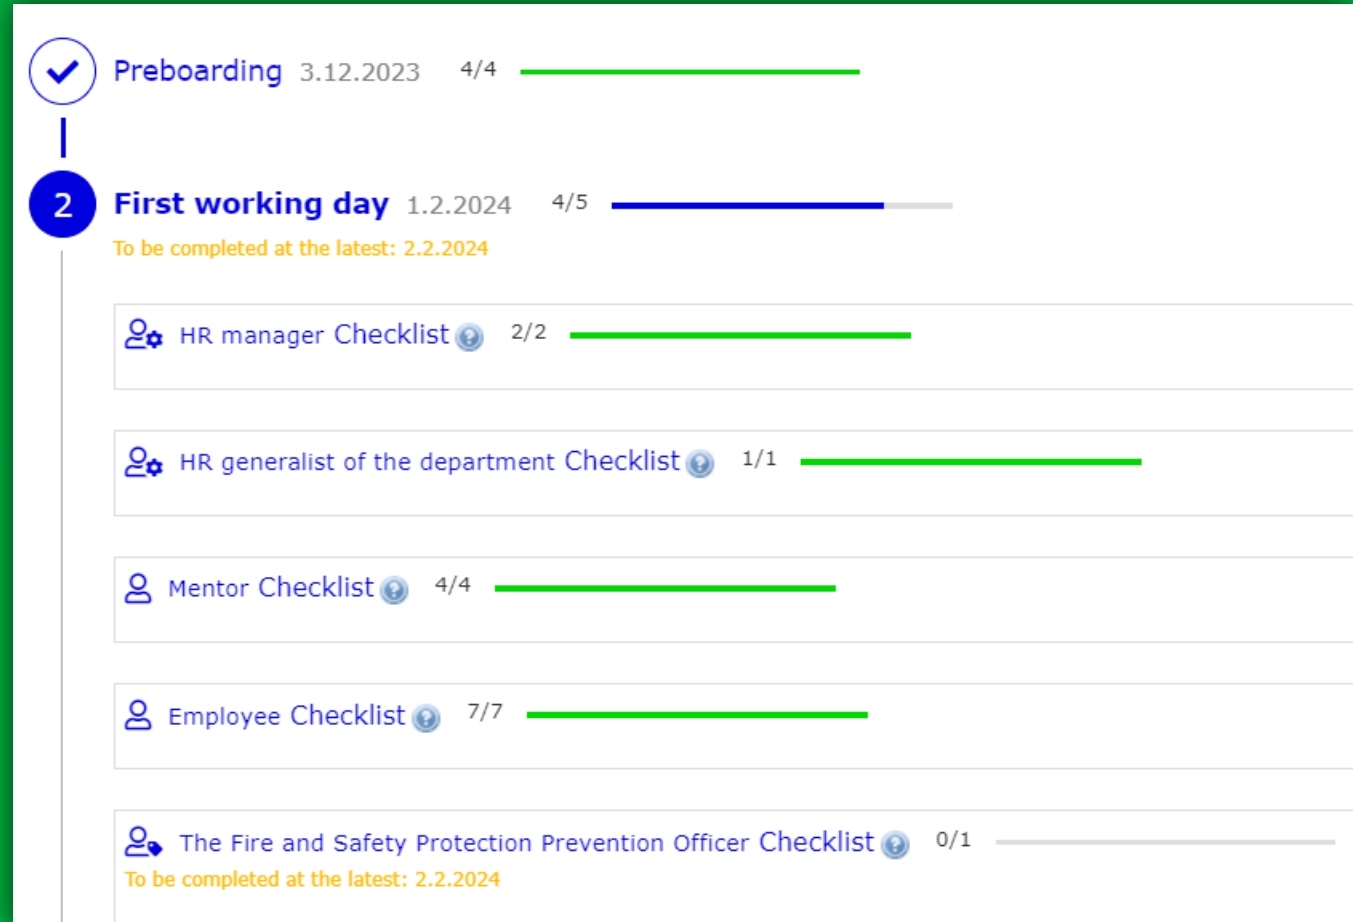 Preboarding 3.12.2023 4/4
2 First working day 1.2.2024 4/5
To be completed at the latest: 2.2.2024
HR manager Checklist ? 2/2
HR generalist of the department Checklist ? 1/1
Mentor Checklist ? 4/4
Employee Checklist ? 7/7
The Fire and Safety Protection Prevention Officer Checklist ? 0/1
To be completed at the latest: 2.2.2024